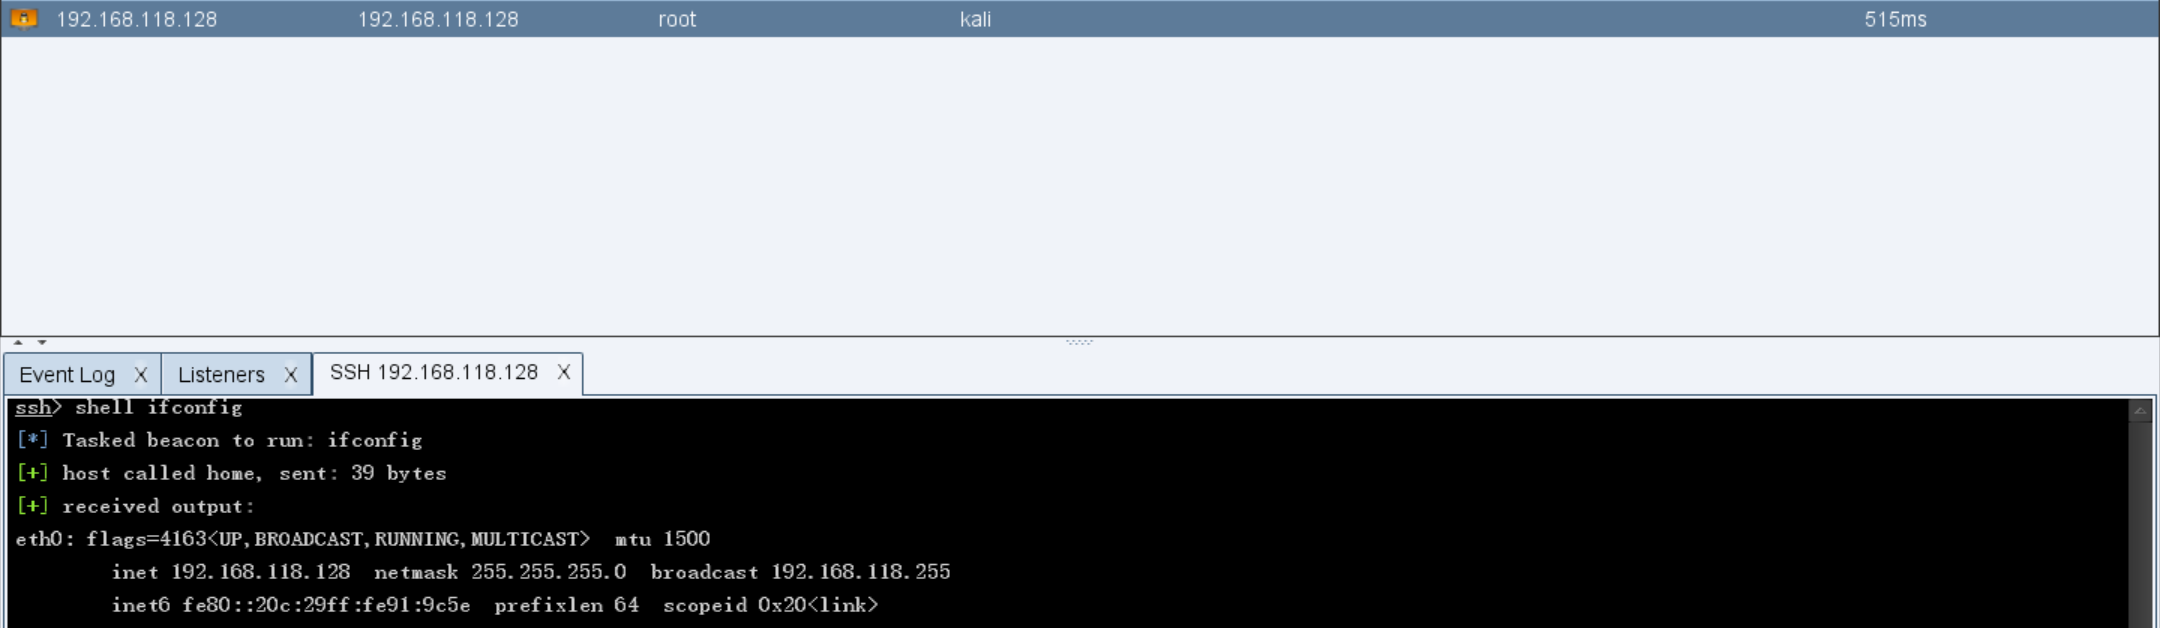 192.168.118.128 192.168.118.128 root kali 515ms
Event Log X Listeners X SSH 192.168.118.128 X
ssh> shell ifconfig
[*] Tasked beacon to run: ifconfig
[+] host called home, sent: 39 bytes
[+] received output:
eth0: flags=4163<UP,BROADCAST,RUNNING,MULTICAST>  mtu 1500
        inet 192.168.118.128  netmask 255.255.255.0  broadcast 192.168.118.255
        inet6 fe80::20c:29ff:fe91:9c5e  prefixlen 64  scopeid 0x20<link>